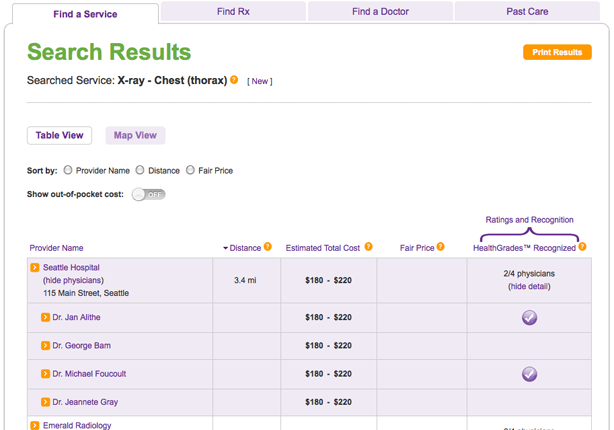 Find a Service
Find Rx
Find a Doctor
Past Care
Search Results
Print Results
Searched Service: X-ray - Chest (thorax) ? [ New ]
Table View
Map View
Sort by: Provider Name Distance Fair Price
Show out-of-pocket cost: OFF
Ratings and Recognition
Provider Name Distance ? Estimated Total Cost ? Fair Price ? HealthGrades™ Recognized ?
Seattle Hospital
(hide physicians)
115 Main Street, Seattle
3.4 mi
$180 - $220
2/4 physicians
(hide detail)
Dr. Jan Alithe $180 - $220
Dr. George Bam $180 - $220
Dr. Michael Foucoult $180 - $220
Dr. Jeannete Gray $180 - $220
Emerald Radiology